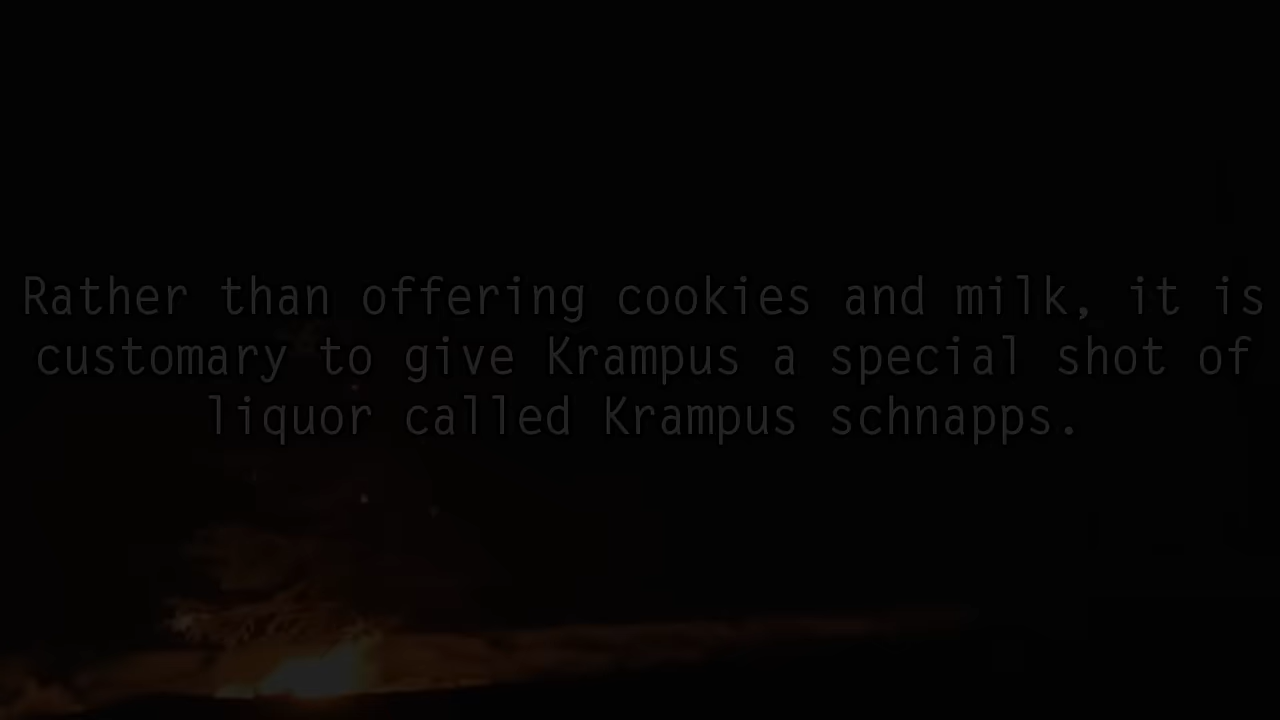 Rather than offering cookies and milk, it is
customary to give Krampus a special shot of
liquor called Krampus schnapps.